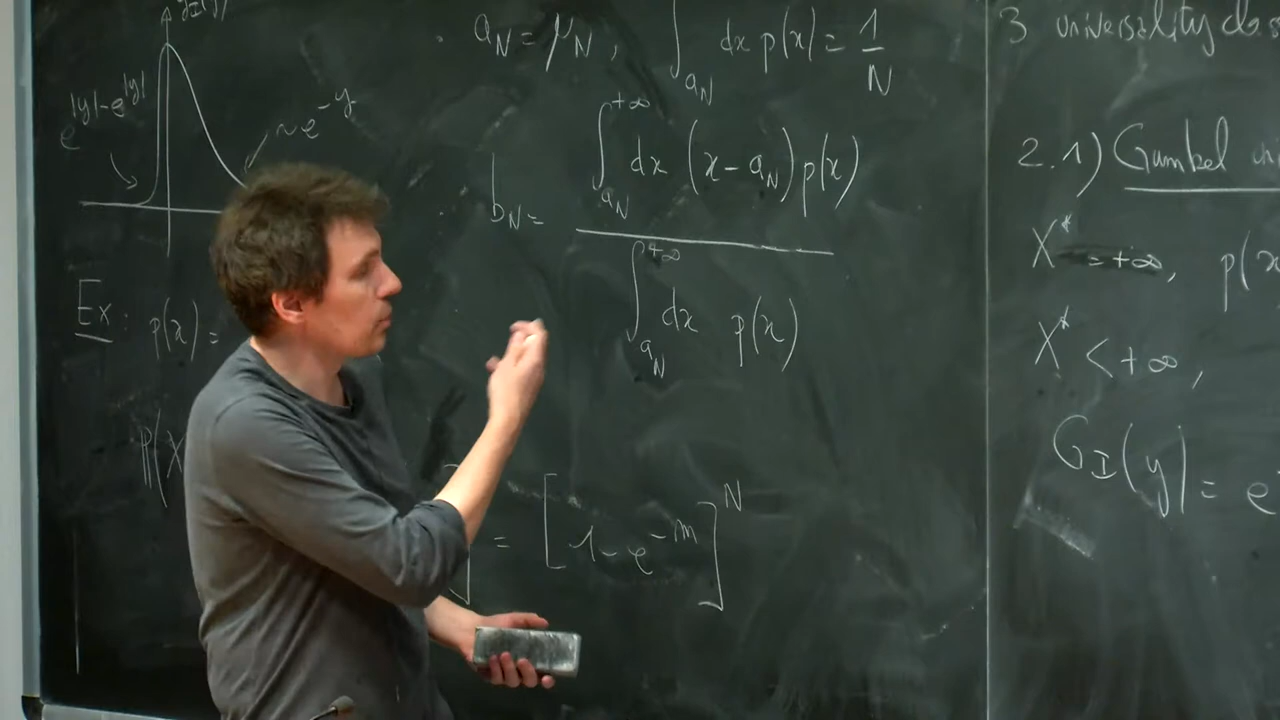 e^{|y|-e^{|y|}}
~e^{-y}
Ex: p(x) =
P(X
a_N = μ_N, ∫_{a_N} dx p(x) = 1/N
b_N = ∫_{a_N}^{+∞} dx (x-a_N) p(x) / ∫_{a_N}^{+∞} dx p(x)
] = [1-e^{-m}]^N
3 universality
2.1) Gumbel
X* = +∞, p(x
X* < +∞,
G_I(y) = e